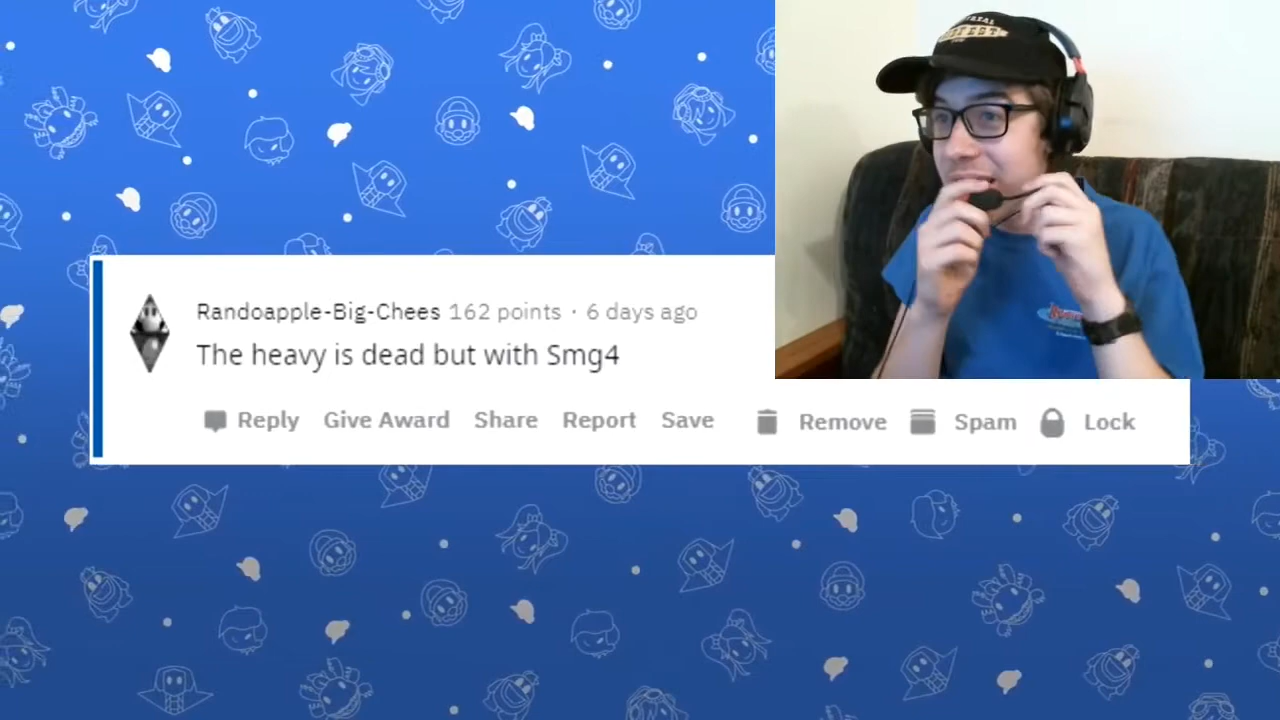 Randoapple-Big-Chees 162 points · 6 days ago
The heavy is dead but with Smg4
Reply Give Award Share Report Save Remove Spam Lock